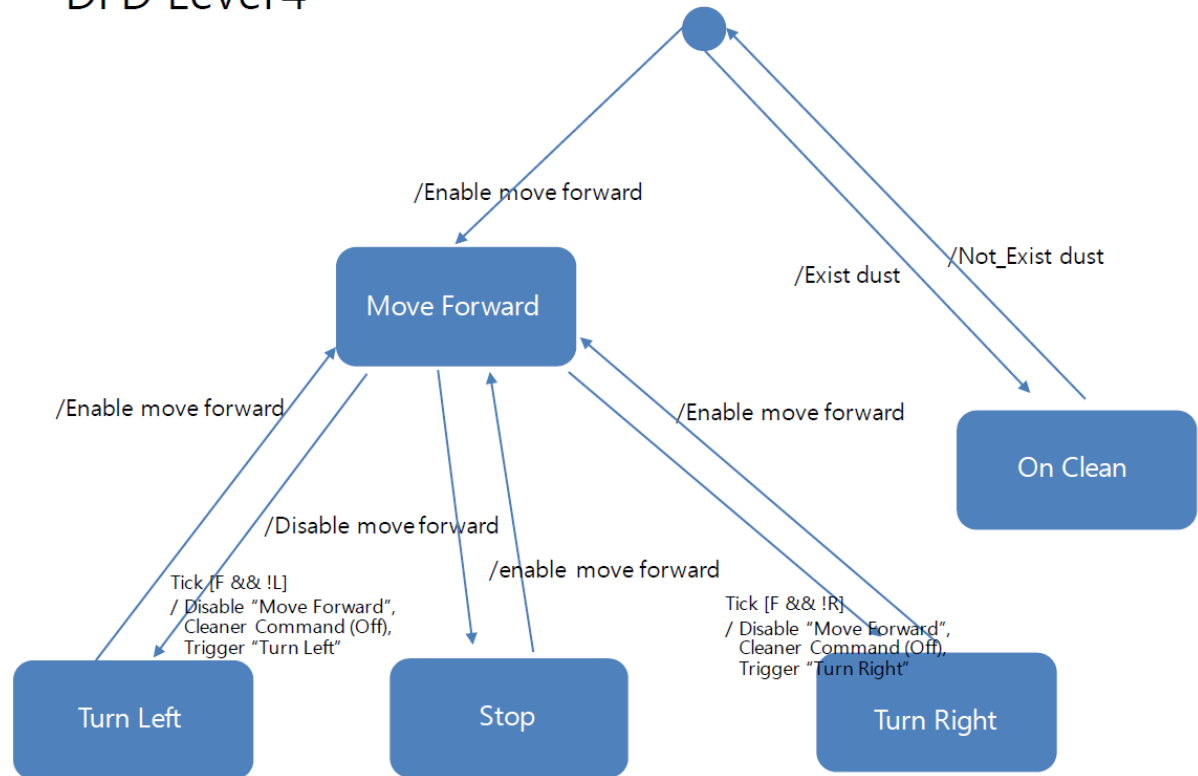 DFD Level4
/Enable move forward
/Not_Exist dust
/Exist dust
Move Forward
/Enable move forward
/Enable move forward
On Clean
/Disable move forward
/enable move forward
Tick [F && !L]
/ Disable “Move Forward”,
Cleaner Command (Off),
Trigger “Turn Left”
Tick [F && !R]
/ Disable “Move Forward”,
Cleaner Command (Off),
Trigger “Turn Right”
Turn Left
Stop
Turn Right